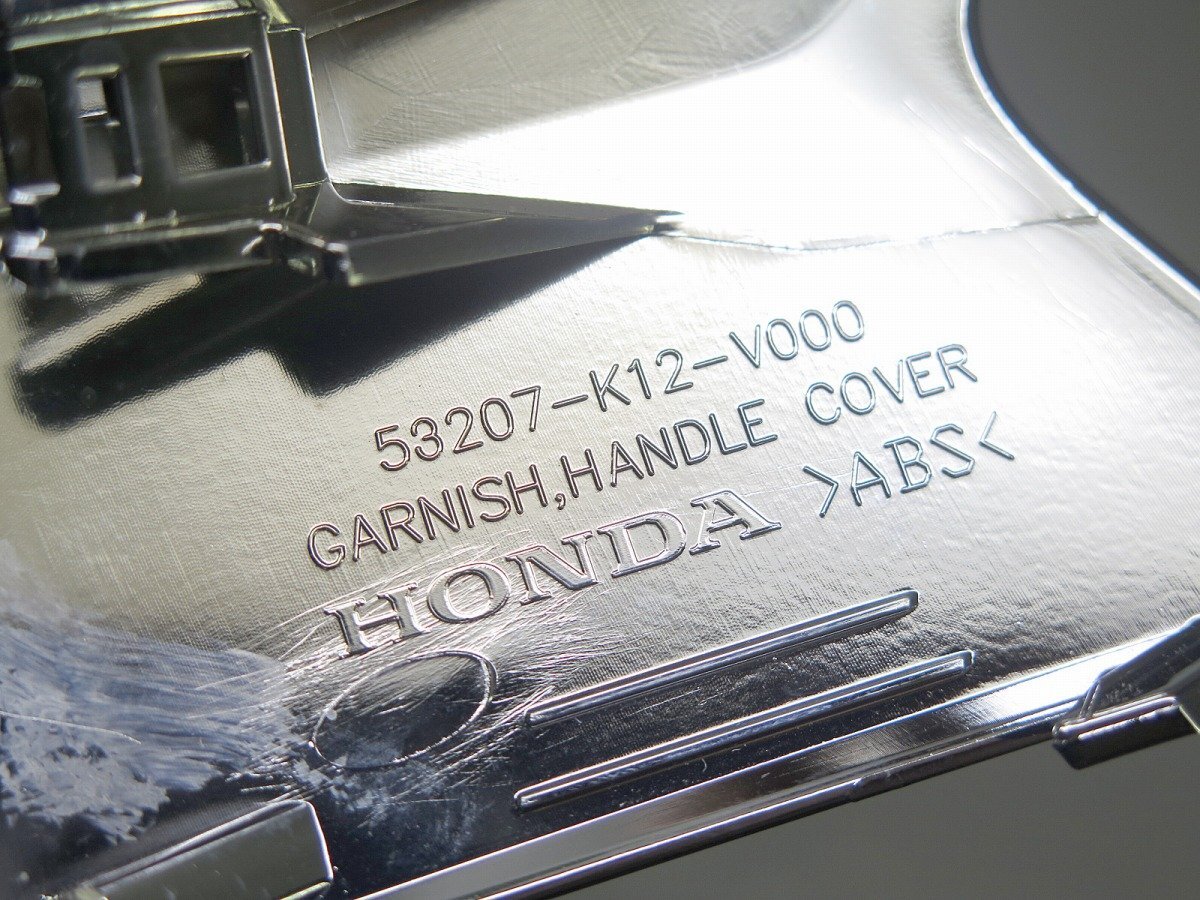 53207-K12-V000
GARNISH,HANDLE COVER
HONDA >ABS<